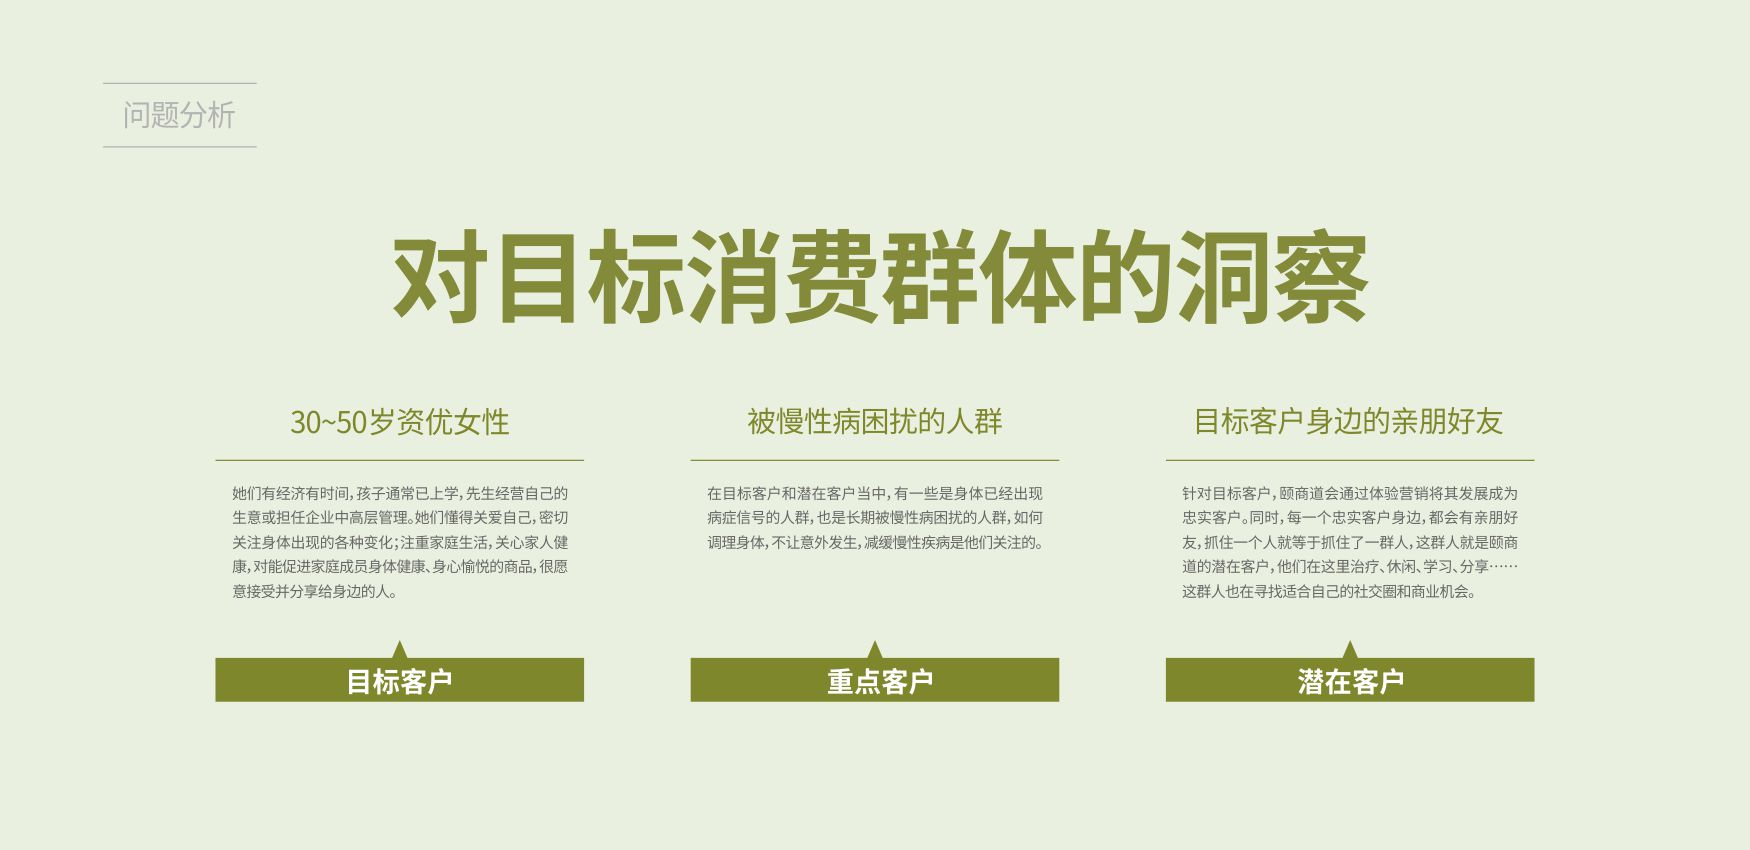 问题分析
对目标消费群体的洞察
30~50岁资优女性
她们有经济有时间，孩子通常已上学，先生经营自己的
生意或担任企业中高层管理。她们懂得关爱自己，密切
关注身体出现的各种变化；注重家庭生活，关心家人健
康，对能促进家庭成员身体健康、身心愉悦的商品，很愿
意接受并分享给身边的人。
目标客户
被慢性病困扰的人群
在目标客户和潜在客户当中，有一些是身体已经出现
病症信号的人群，也是长期被慢性病困扰的人群，如何
调理身体，不让意外发生，减缓慢性疾病是他们关注的。
重点客户
目标客户身边的亲朋好友
针对目标客户，颐商道会通过体验营销将其发展成为
忠实客户。同时，每一个忠实客户身边，都会有亲朋好
友，抓住一个人就等于抓住了一群人，这群人就是颐商
道的潜在客户，他们在这里治疗、休闲、学习、分享……
这群人也在寻找适合自己的社交圈和商业机会。
潜在客户